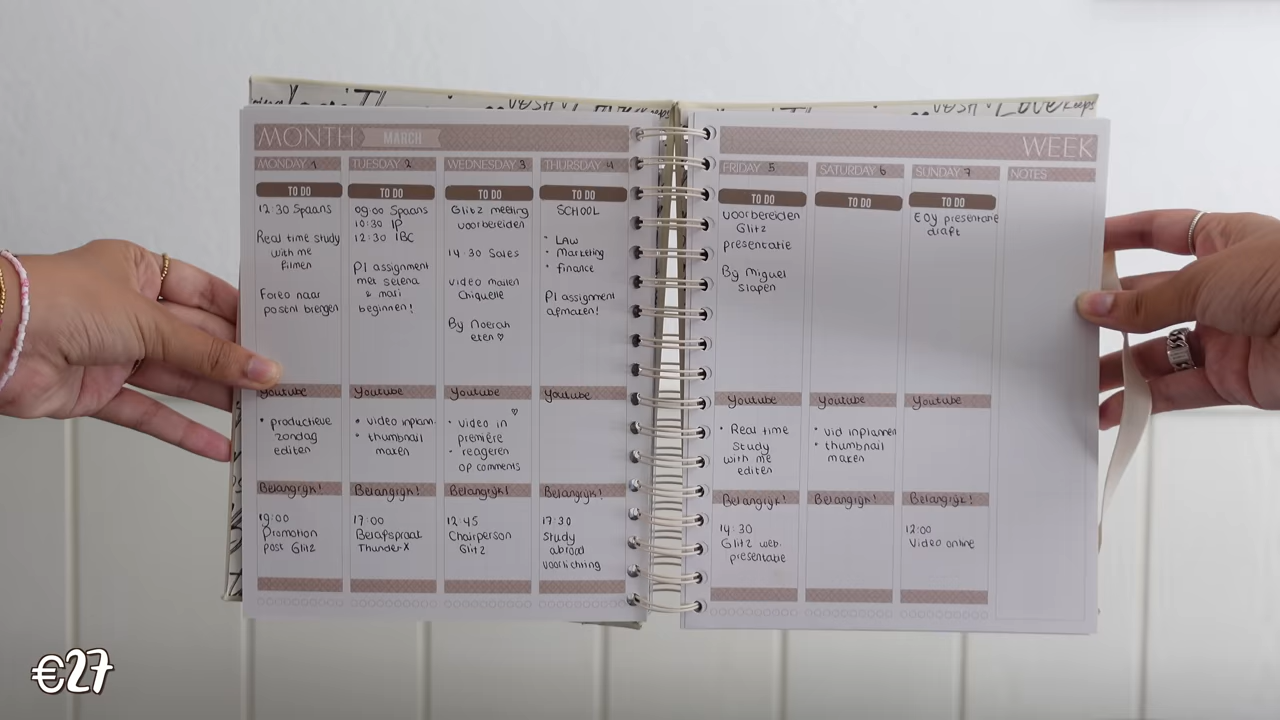 MONTH
MARCH
WEEK
MONDAY 1
TO DO
12:30 Spaans
Real time study
with me
filmen
Foreo naar
postnl brengen
Youtube
• productieve
zondag
editen
Belangrijk!
19:00
Promotion
post Glitz
TUESDAY 2
TO DO
09:00 Spaans
10:30 IP
12:30 IBC
PI assignment
met selena
& mari
beginnen!
Youtube
• video inplann
• thumbnail
maken
Belangrijk!
17:00
Belafspraak
ThunderX
WEDNESDAY 3
TO DO
Glitz meeting
voorbereiden
14:30 Sales
video mailen
Chiquelle
By Noerah
eten ♡
Youtube
♡
• video in
première
• reageren
op comments
Belangrijk!
12:45
Chairperson
Glitz
THURSDAY 4
TO DO
SCHOOL
• LAW
• Marketing
• finance
PI assignment
afmaken!
Youtube
Belangrijk!
17:30
Study
abroad
voorlichting
FRIDAY 5
TO DO
voorbereiden
Glitz
presentatie
By Miguel
slapen
Youtube
• Real time
Study
with me
editen
Belangrijk!
14:30
Glitz web.
presentatie
SATURDAY 6
TO DO
Youtube
• vid inplannen
• thumbnail
maken
Belangrijk!
SUNDAY 7
TO DO
EOY presentatie
draft
Youtube
Belangrijk!
12:00
Video online
NOTES
€27